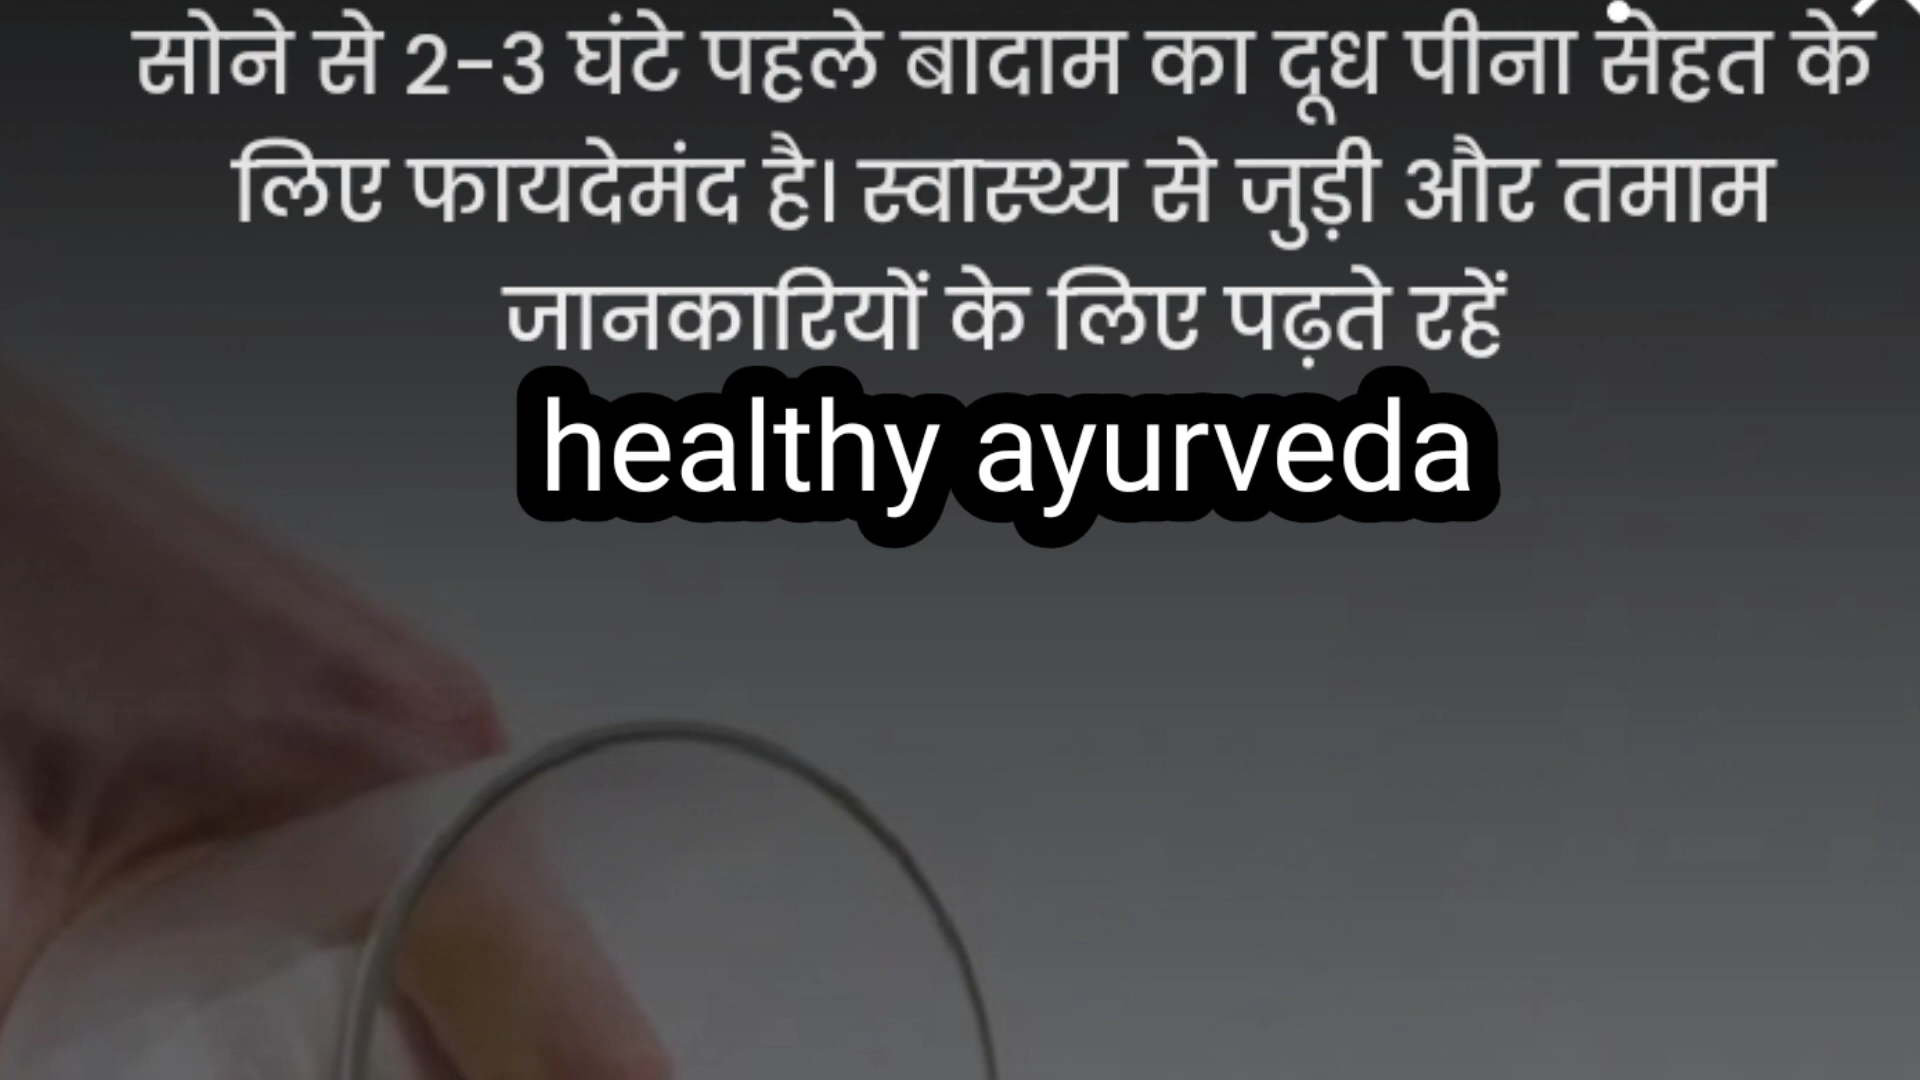 सोने से 2-3 घंटे पहले बादाम का दूध पीना सेहत के
लिए फायदेमंद है। स्वास्थ्य से जुड़ी और तमाम
जानकारियों के लिए पढ़ते रहें
healthy ayurveda